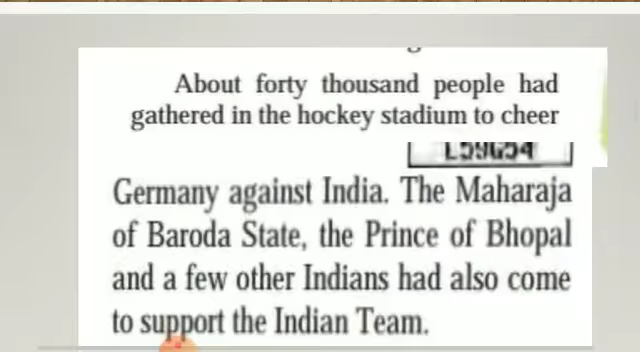 About forty thousand people had
gathered in the hockey stadium to cheer
L59G54
Germany against India. The Maharaja
of Baroda State, the Prince of Bhopal
and a few other Indians had also come
to support the Indian Team.